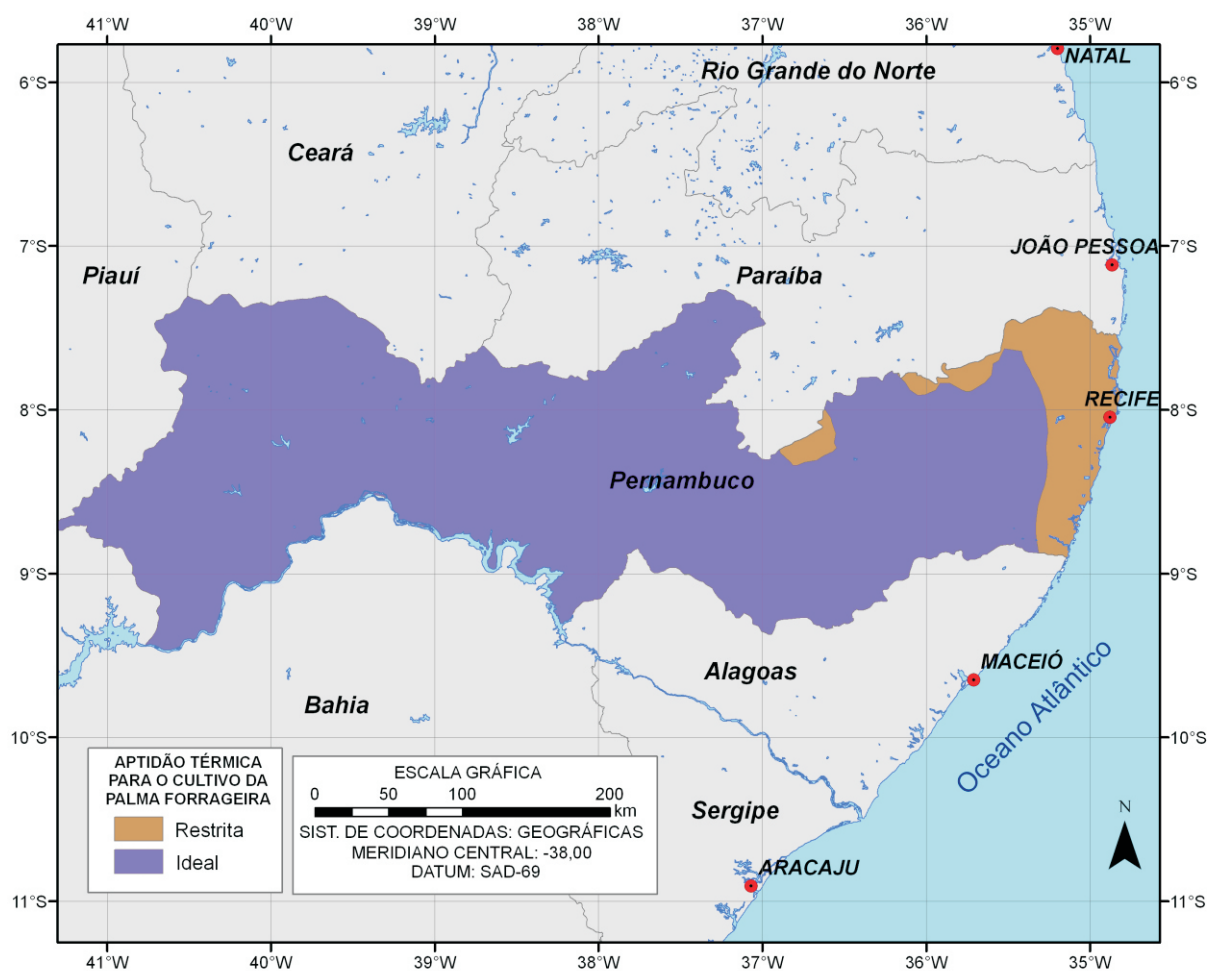 41°W 40°W 39°W 38°W 37°W 36°W 35°W
NATAL
Rio Grande do Norte
6°S 6°S
Ceará
7°S 7°S
JOÃO PESSOA
Piauí
Paraíba
8°S 8°S
RECIFE
Pernambuco
9°S 9°S
MACEIÓ
Alagoas
Oceano Atlântico
Bahia
10°S 10°S
APTIDÃO TÉRMICA
PARA O CULTIVO DA
PALMA FORRAGEIRA
Restrita
Ideal
ESCALA GRÁFICA
0 50 100 200
km
SIST. DE COORDENADAS: GEOGRÁFICAS
MERIDIANO CENTRAL: -38,00
DATUM: SAD-69
Sergipe
N
ARACAJU
11°S 11°S
41°W 40°W 39°W 38°W 37°W 36°W 35°W